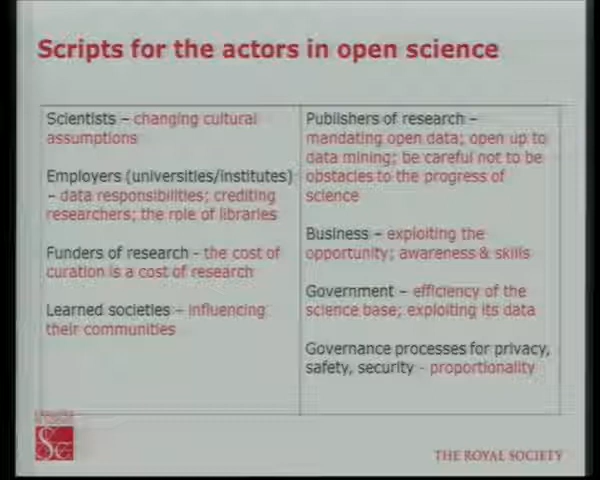 Scripts for the actors in open science
Scientists – changing cultural
assumptions
Employers (universities/institutes)
– data responsibilities; crediting
researchers; the role of libraries
Funders of research - the cost of
curation is a cost of research
Learned societies – influencing
their communities
Publishers of research –
mandating open data; open up to
data mining; be careful not to be
obstacles to the progress of
science
Business – exploiting the
opportunity; awareness & skills
Government – efficiency of the
science base; exploiting its data
Governance processes for privacy,
safety, security - proportionality
THE ROYAL SOCIETY